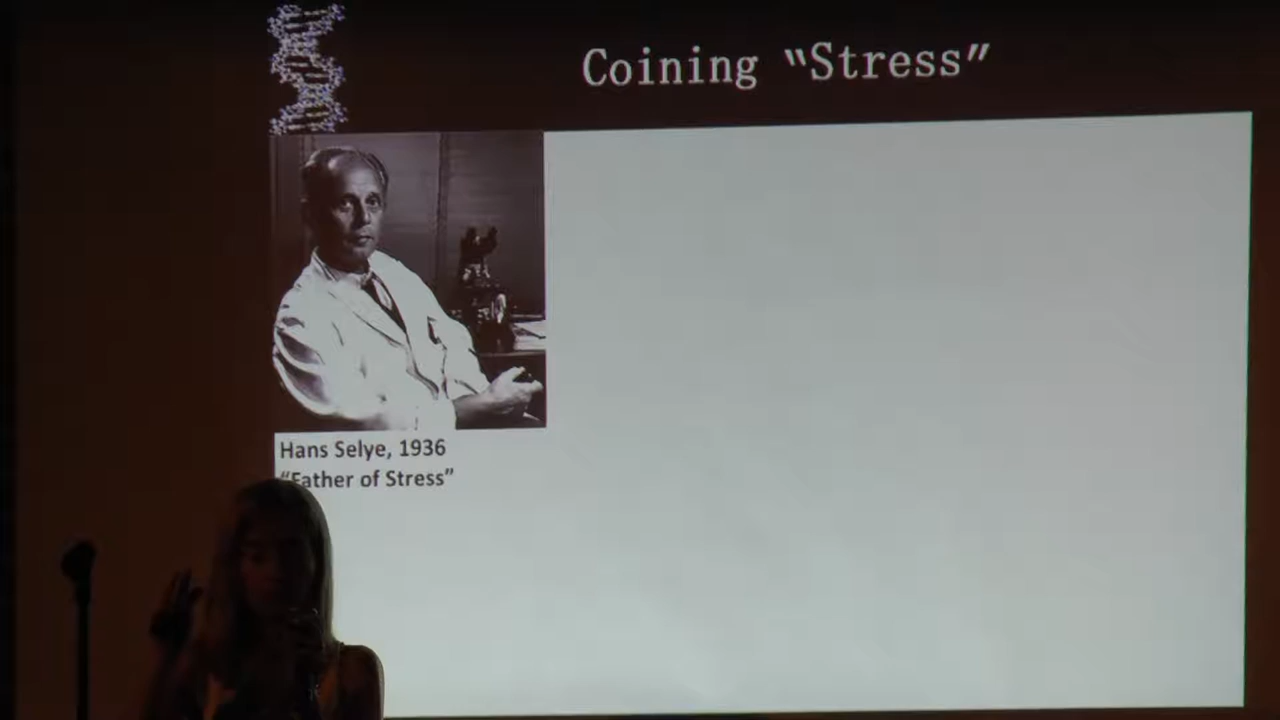 Coining “Stress”
Hans Selye, 1936
“Father of Stress”